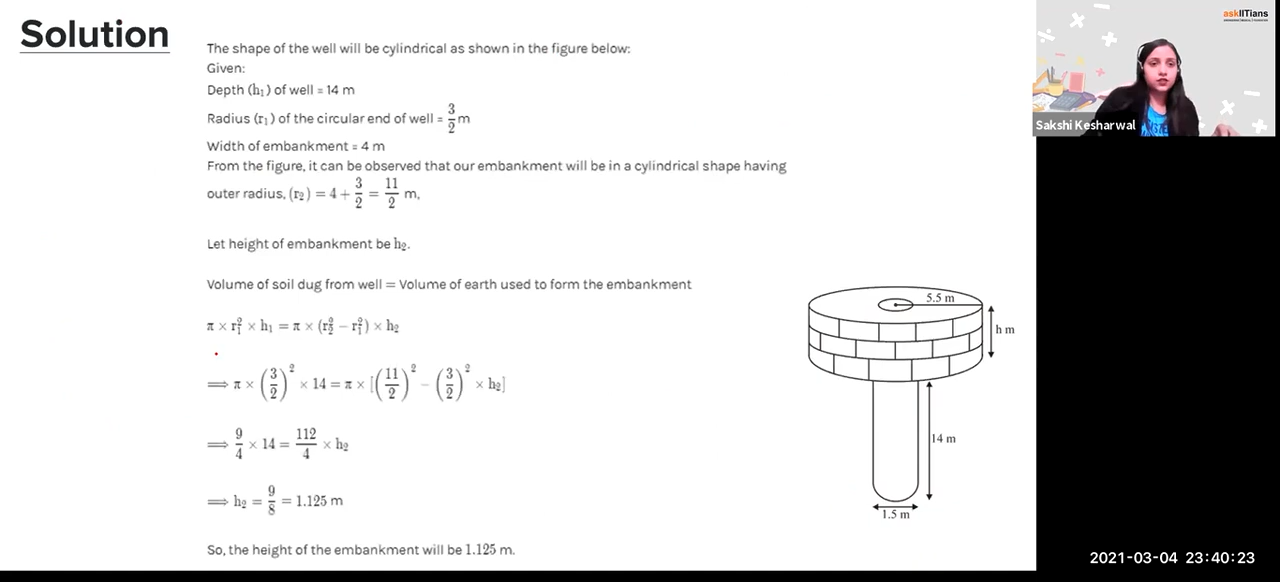 Solution
The shape of the well will be cylindrical as shown in the figure below:
Given:
Depth (h₁) of well = 14 m
Radius (r₁) of the circular end of well = 3/2 m
Width of embankment = 4 m
From the figure, it can be observed that our embankment will be in a cylindrical shape having
outer radius, (r₂) = 4 + 3/2 = 11/2 m,
Let height of embankment be h₂.
Volume of soil dug from well = Volume of earth used to form the embankment
π × r₁² × h₁ = π × (r₂² − r₁²) × h₂
⟹ π × (3/2)² × 14 = π × [(11/2)² − (3/2)² × h₂]
⟹ 9/4 × 14 = 112/4 × h₂
⟹ h₂ = 9/8 = 1.125 m
So, the height of the embankment will be 1.125 m.
5.5 m
h m
14 m
1.5 m
askIITians
Sakshi Kesharwal
2021-03-04 23:40:23